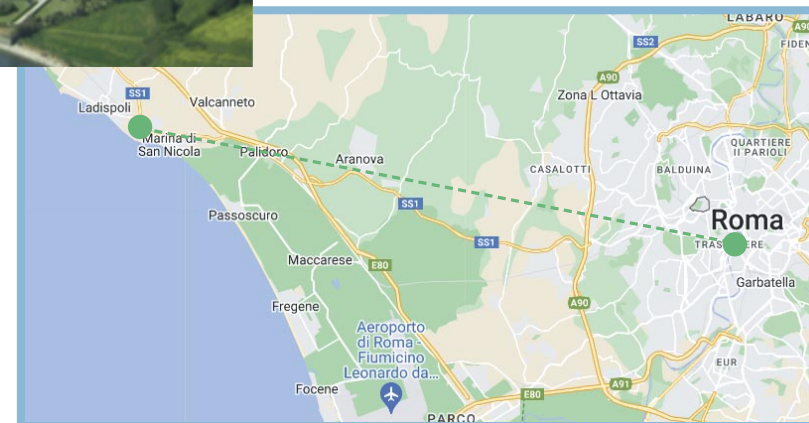 LABARO
A90
SS2
FIDEN
A90
SS1
Valcanneto
Ladispoli
Zona L Ottavia
Marina di
San Nicola
Palidoro
Aranova
QUARTIERE
II PARIOLI
CASALOTTI
BALDUINA
SS1
Passoscuro
Roma
SS1
TRAS
ERE
Maccarese
E80
Garbatella
Fregene
A90
Aeroporto
di Roma -
Fiumicino
Leonardo da...
EUR
Focene
A91
E80
PARCO